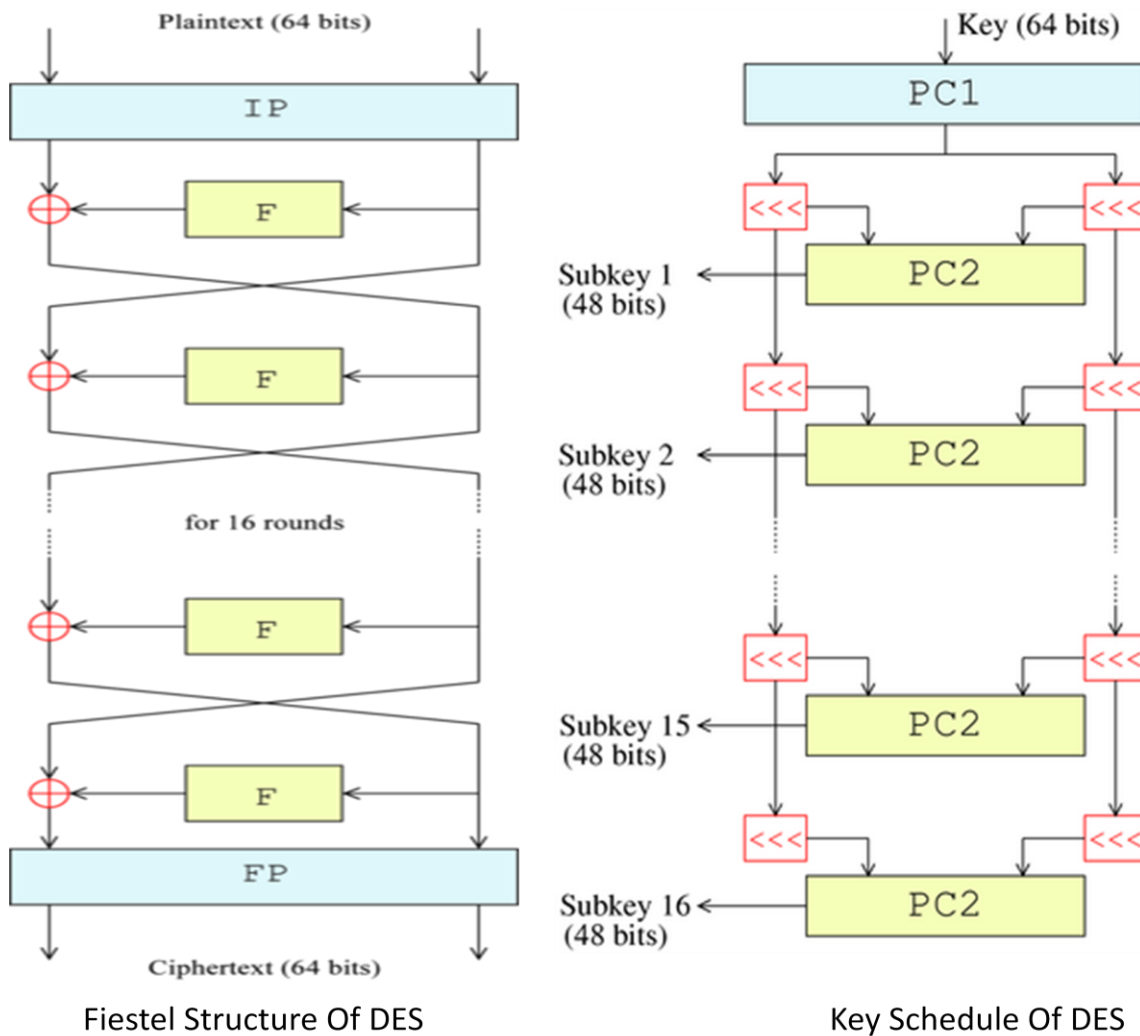 Plaintext (64 bits)
IP
F
F
for 16 rounds
F
F
FP
Ciphertext (64 bits)
Fiestel Structure Of DES
Key (64 bits)
PC1
<<<
<<<
Subkey 1
(48 bits)
PC2
<<<
<<<
Subkey 2
(48 bits)
PC2
<<<
<<<
Subkey 15
(48 bits)
PC2
<<<
<<<
Subkey 16
(48 bits)
PC2
Key Schedule Of DES